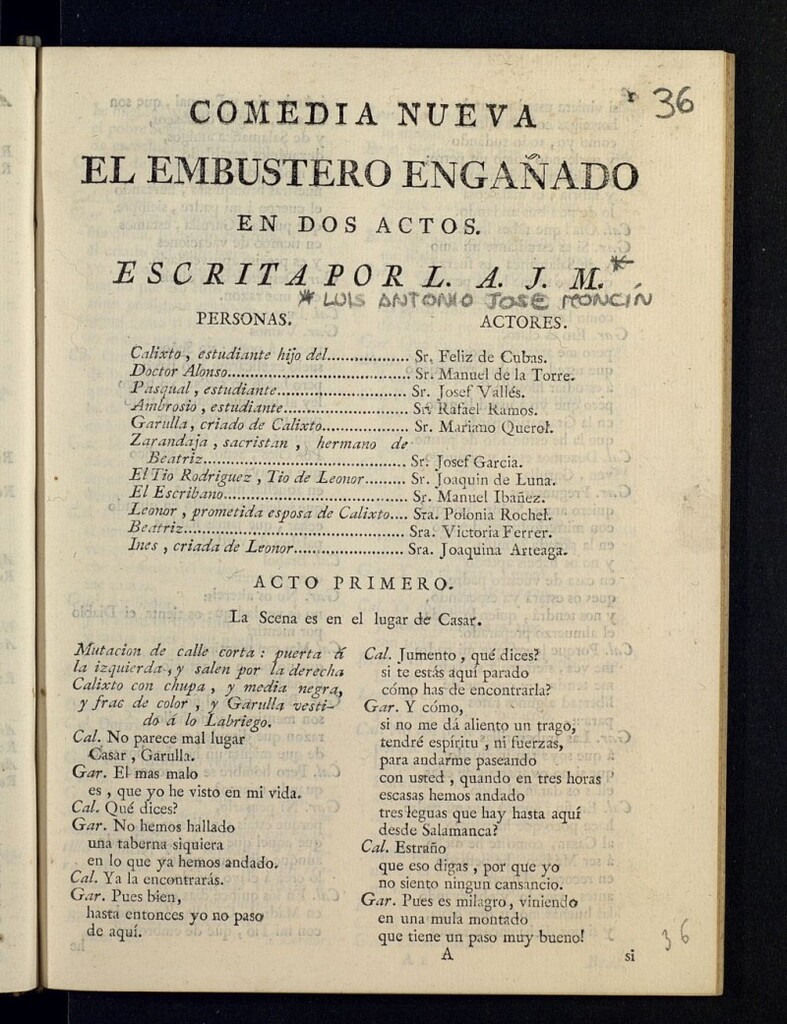 36
COMEDIA NUEVA
EL EMBUSTERO ENGAÑADO
EN DOS ACTOS.
ESCRITA POR L. A. J. M.*
* LUIS ANTONIO JOSE MONCIN
PERSONAS. ACTORES.
Calixto, estudiante hijo del.................. Sr. Feliz de Cubas.
Doctor Alonso........................................ Sr. Manuel de la Torre.
Pasqual, estudiante............................. Sr. Josef Vallés.
Ambrosio, estudiante........................... Sr. Rafael Ramos.
Garulla, criado de Calixto.................... Sr. Mariano Querol.
Zarandaja, sacristan, hermano de
Beatriz............................................. Sr. Josef Garcia.
El Tio Rodriguez, Tio de Leonor......... Sr. Joaquin de Luna.
El Escribano......................................... Sr. Manuel Ibañez.
Leonor, prometida esposa de Calixto.... Sra. Polonia Rochel.
Beatriz................................................. Sra. Victoria Ferrer.
Ines, criada de Leonor........................ Sra. Joaquina Arteaga.
ACTO PRIMERO.
La Scena es en el lugar de Casar.
Mutacion de calle corta: puerta á
la izquierda, y salen por la derecha
Calixto con chupa, y media negra,
y frac de color, y Garulla vesti-
do á lo Labriego.
Cal. No parece mal lugar
Casar, Garulla.
Gar. El mas malo
es, que yo he visto en mi vida.
Cal. Qué dices?
Gar. No hemos hallado
una taberna siquiera
en lo que ya hemos andado.
Cal. Ya la encontrarás.
Gar. Pues bien,
hasta entonces yo no paso
de aquí.
Cal. Jumento, qué dices?
si te estás aquí parado
cómo has de encontrarla?
Gar. Y cómo,
si no me dá aliento un trago,
tendré espíritu, ni fuerzas,
para andarme paseando
con usted, quando en tres horas
escasas hemos andado
tres leguas que hay hasta aquí
desde Salamanca?
Cal. Estraño
que eso digas, por que yo
no siento ningun cansancio.
Gar. Pues es milagro, viniendo
en una mula montado
que tiene un paso muy bueno!
A si
36